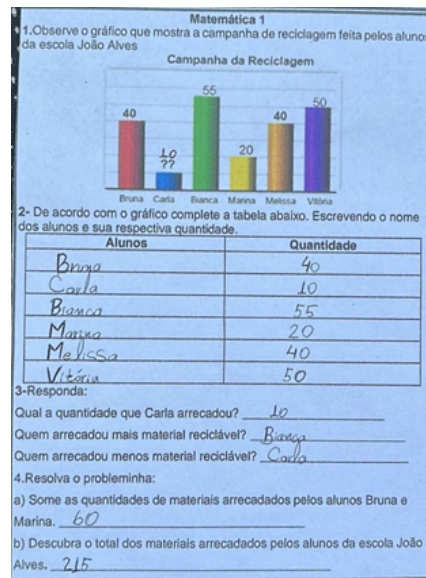 Matemática 1
1.Observe o gráfico que mostra a campanha de reciclagem feita pelos aluno
da escola João Alves
Campanha da Reciclagem
55
50
40
40
10
??
20
Bruna Carla Bianca Marina Melissa Vitória
2- De acordo com o gráfico complete a tabela abaixo. Escrevendo o nome
dos alunos e sua respectiva quantidade.
Alunos Quantidade
Bruna 40
Carla 10
Bianca 55
Marina 20
Melissa 40
Vitória 50
3-Responda:
Qual a quantidade que Carla arrecadou? 10
Quem arrecadou mais material reciclável? Bianca
Quem arrecadou menos material reciclável? Carla
4.Resolva o probleminha:
a) Some as quantidades de materiais arrecadados pelos alunos Bruna e
Marina. 60
b) Descubra o total dos materiais arrecadados pelos alunos da escola João
Alves. 215